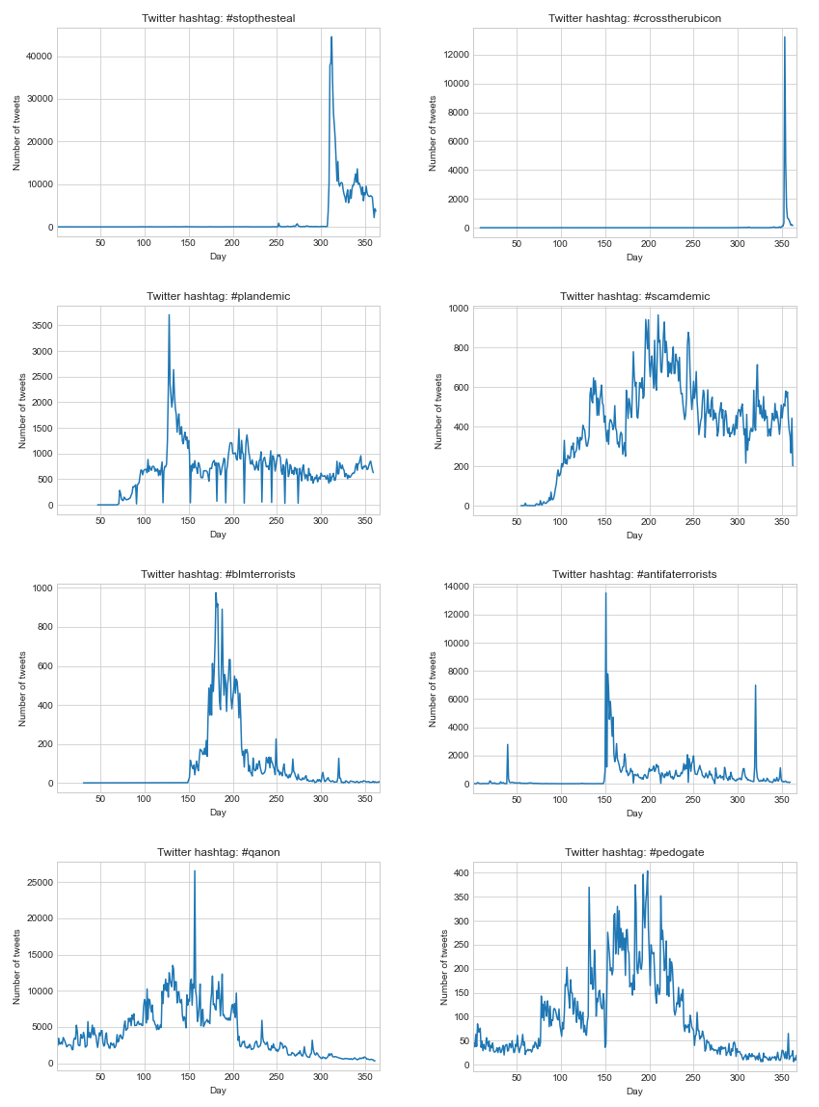 Twitter hashtag: #stopthesteal
Number of tweets
40000
30000
20000
10000
0
50 100 150 200 250 300 350
Day
Twitter hashtag: #crosstherubicon
Number of tweets
12000
10000
8000
6000
4000
2000
0
50 100 150 200 250 300 350
Day
Twitter hashtag: #plandemic
Number of tweets
3500
3000
2500
2000
1500
1000
500
0
50 100 150 200 250 300 350
Day
Twitter hashtag: #scamdemic
Number of tweets
1000
800
600
400
200
0
50 100 150 200 250 300 350
Day
Twitter hashtag: #blmterrorists
Number of tweets
1000
800
600
400
200
0
50 100 150 200 250 300 350
Day
Twitter hashtag: #antifaterrorists
Number of tweets
14000
12000
10000
8000
6000
4000
2000
0
50 100 150 200 250 300 350
Day
Twitter hashtag: #qanon
Number of tweets
25000
20000
15000
10000
5000
0
50 100 150 200 250 300 350
Day
Twitter hashtag: #pedogate
Number of tweets
400
350
300
250
200
150
100
50
0
50 100 150 200 250 300 350
Day